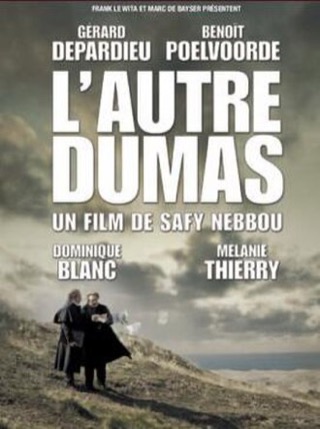 FRANK LE WITA ET MARC DE BAYSER PRÉSENTENT
GÉRARD BENOIT
DEPARDIEU POELVOORDE
L'AUTRE
DUMAS
UN FILM DE SAFY NEBBOU
DOMINIQUE MELANIE
BLANC THIERRY